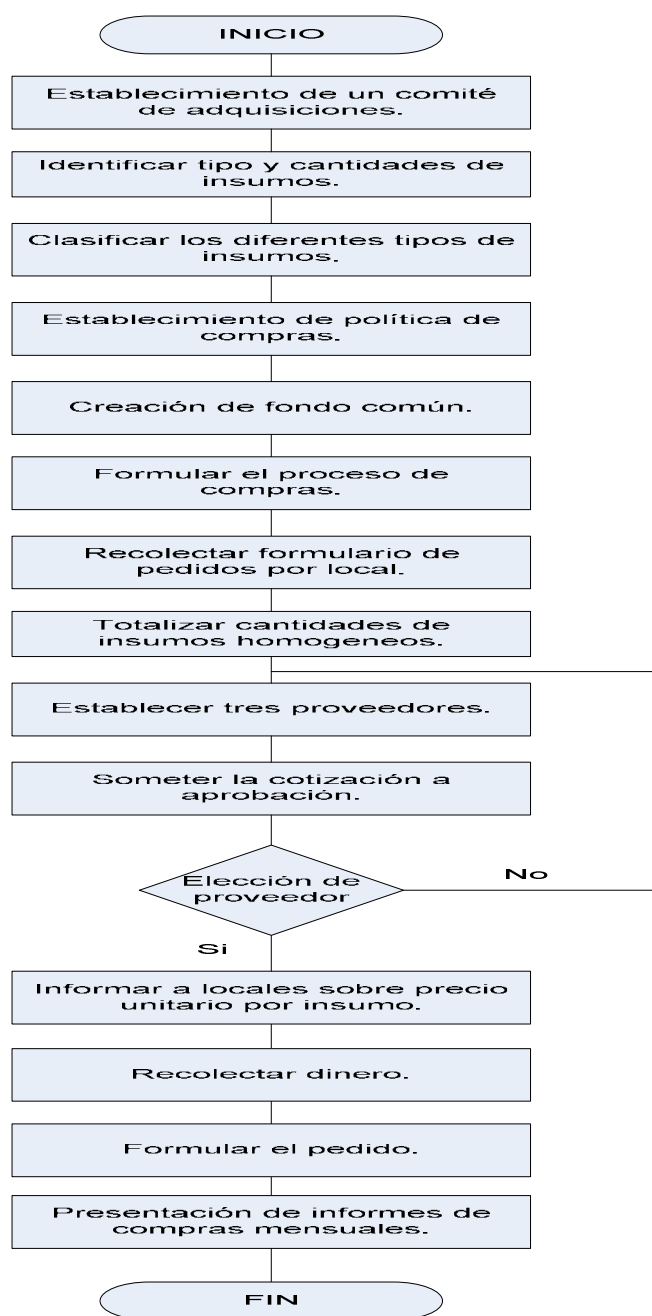 INICIO
Establecimiento de un comité
de adquisiciones.
Identificar tipo y cantidades de
insumos.
Clasificar los diferentes tipos de
insumos.
Establecimiento de política de
compras.
Creación de fondo común.
Formular el proceso de
compras.
Recolectar formulario de
pedidos por local.
Totalizar cantidades de
insumos homogeneos.
Establecer tres proveedores.
Someter la cotización a
aprobación.
Elección de
proveedor
No
Si
Informar a locales sobre precio
unitario por insumo.
Recolectar dinero.
Formular el pedido.
Presentación de informes de
compras mensuales.
FIN